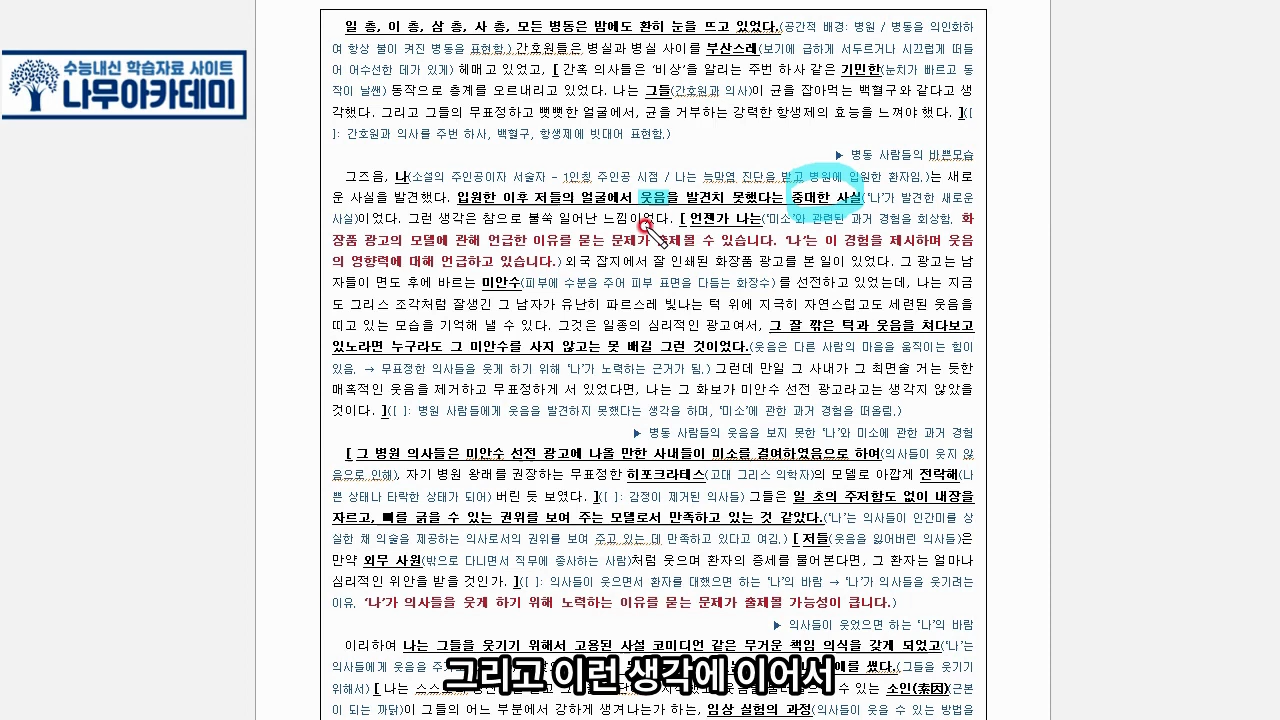 수능내신 학습자료 사이트
나무아카데미
일 층, 이 층, 삼 층, 사 층, 모든 병동은 밤에도 환히 눈을 뜨고 있었다.(공간적 배경: 병원 / 병동을 의인화하
여 항상 불이 켜진 병동을 표현함.) 간호원들은 병실과 병실 사이를 부산스레(보기에 급하게 서두르거나 시끄럽게 떠들
어 어수선한 데가 있게) 헤매고 있었고, [ 간혹 의사들은 ‘비상’을 알리는 주번 하사 같은 기민한(눈치가 빠르고 동
작이 날쌘) 동작으로 층계를 오르내리고 있었다. 나는 그들(간호원과 의사)이 균을 잡아먹는 백혈구와 같다고 생
각했다. 그리고 그들의 무표정하고 뻣뻣한 얼굴에서, 균을 거부하는 강력한 항생제의 효능을 느껴야 했다. ]([
]: 간호원과 의사를 주번 하사, 백혈구, 항생제에 빗대어 표현함.)
▶ 병동 사람들의 바쁜모습
그즈음, 나(소설의 주인공이자 서술자 – 1인칭 주인공 시점 / 나는 늑막염 진단을 받고 병원에 입원한 환자임.)는 새로
운 사실을 발견했다. 입원한 이후 저들의 얼굴에서 웃음을 발견치 못했다는 중대한 사실(‘나’가 발견한 새로운
사실)이었다. 그런 생각은 참으로 불쑥 일어난 느낌이었다. [ 언젠가 나는(‘미소’와 관련된 과거 경험을 회상함. 화
장품 광고의 모델에 관해 언급한 이유를 묻는 문제가 출제될 수 있습니다. ‘나’는 이 경험을 제시하며 웃음
의 영향력에 대해 언급하고 있습니다.) 외국 잡지에서 잘 인쇄된 화장품 광고를 본 일이 있었다. 그 광고는 남
자들이 면도 후에 바르는 미안수(피부에 수분을 주어 피부 표면을 다듬는 화장수)를 선전하고 있었는데, 나는 지금
도 그리스 조각처럼 잘생긴 그 남자가 유난히 파르스레 빛나는 턱 위에 지극히 자연스럽고도 세련된 웃음을
띠고 있는 모습을 기억해 낼 수 있다. 그것은 일종의 심리적인 광고여서, 그 잘 깎은 턱과 웃음을 쳐다보고
있노라면 누구라도 그 미안수를 사지 않고는 못 배길 그런 것이었다.(웃음은 다른 사람의 마음을 움직이는 힘이
있음. → 무표정한 의사들을 웃게 하기 위해 ‘나’가 노력하는 근거가 됨.) 그런데 만일 그 사내가 그 최면술 거는 듯한
매혹적인 웃음을 제거하고 무표정하게 서 있었다면, 나는 그 화보가 미안수 선전 광고라고는 생각지 않았을
것이다. ]([ ]: 병원 사람들에게 웃음을 발견하지 못했다는 생각을 하며, ‘미소’에 관한 과거 경험을 떠올림.)
▶ 병동 사람들의 웃음을 보지 못한 ‘나’와 미소에 관한 과거 경험
[ 그 병원 의사들은 미안수 선전 광고에 나올 만한 사내들이 미소를 결여하였음으로 하여(의사들이 웃지 않
음으로 인해), 자기 병원 왕래를 권장하는 무표정한 히포크라테스(고대 그리스 의학자)의 모델로 아깝게 전락해(나
쁜 상태나 타락한 상태가 되어) 버린 듯 보였다. ]([ ]: 감정이 제거된 의사들) 그들은 일 초의 주저함도 없이 내장을
자르고, 뼈를 긁을 수 있는 권위를 보여 주는 모델로서 만족하고 있는 것 같았다.(‘나’는 의사들이 인간미를 상
실한 채 의술을 제공하는 의사로서의 권위를 보여 주고 있는 데 만족하고 있다고 여김.) [ 저들(웃음을 잃어버린 의사들)은
만약 외무 사원(밖으로 다니면서 직무에 종사하는 사람)처럼 웃으며 환자의 증세를 물어본다면, 그 환자는 얼마나
심리적인 위안을 받을 것인가. ]([ ]: 의사들이 웃으면서 환자를 대했으면 하는 ‘나’의 바람 → ‘나’가 의사들을 웃기려는
이유. ‘나’가 의사들을 웃게 하기 위해 노력하는 이유를 묻는 문제가 출제될 가능성이 큽니다.)
▶ 의사들이 웃었으면 하는 ‘나’의 바람
이리하여 나는 그들을 웃기기 위해서 고용된 사설 코미디언 같은 무거운 책임 의식을 갖게 되었고(‘나’는
의사들에게 웃음을 주기
애를 썼다.(그들을 웃기기
그리고 이런 생각에 이어서
위해서) [ 나는 스스로
수 있는 소인(素因)(근본
이 되는 까닭)이 그들의 어느 부분에서 강하게 생겨나는가 하는, 임상 실험의 과정(의사들이 웃을 수 있는 방법을